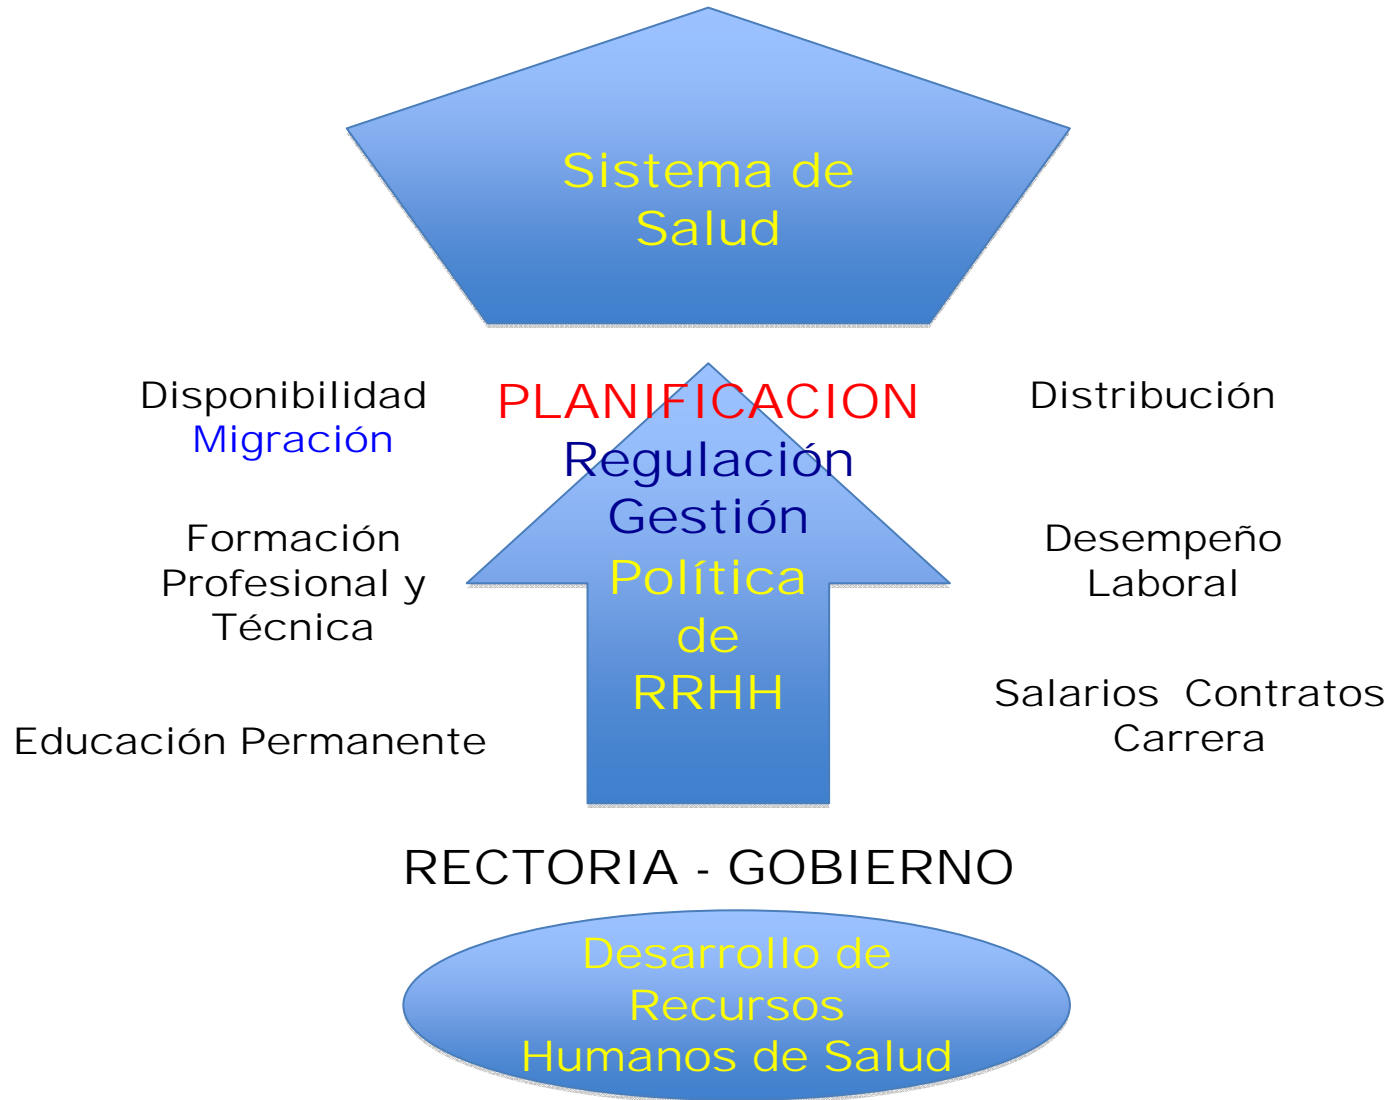 Sistema de
Salud
Disponibilidad
Migración
PLANIFICACION
Regulación
Gestión
Política
de
RRHH
Distribución
Formación
Profesional y
Técnica
Desempeño
Laboral
Educación Permanente
Salarios Contratos
Carrera
RECTORIA - GOBIERNO
Desarrollo de
Recursos
Humanos de Salud